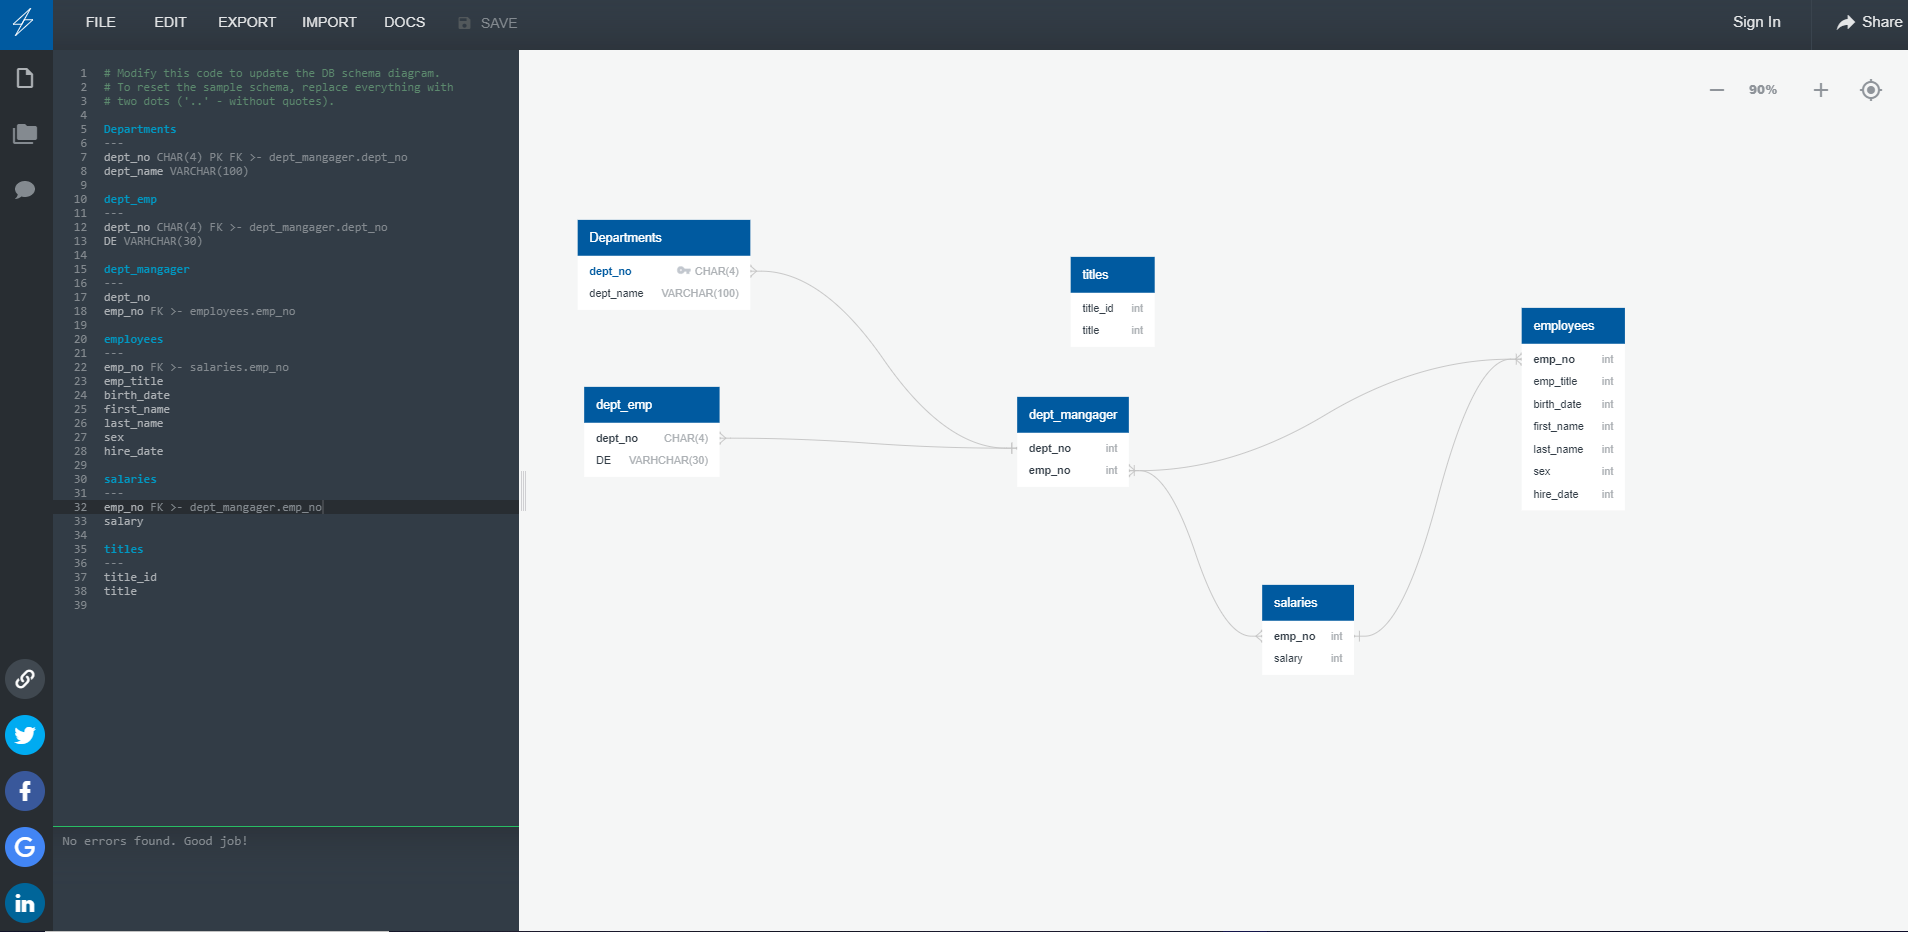 FILE EDIT EXPORT IMPORT DOCS SAVE Sign In Share
1 # Modify this code to update the DB schema diagram.
2 # To reset the sample schema, replace everything with
3 # two dots ('..' - without quotes).
4
5 Departments
6 ---
7 dept_no CHAR(4) PK FK >- dept_mangager.dept_no
8 dept_name VARCHAR(100)
9
10 dept_emp
11 ---
12 dept_no CHAR(4) FK >- dept_mangager.dept_no
13 DE VARHCHAR(30)
14
15 dept_mangager
16 ---
17 dept_no
18 emp_no FK >- employees.emp_no
19
20 employees
21 ---
22 emp_no FK >- salaries.emp_no
23 emp_title
24 birth_date
25 first_name
26 last_name
27 sex
28 hire_date
29
30 salaries
31 ---
32 emp_no FK >- dept_mangager.emp_no
33 salary
34
35 titles
36 ---
37 title_id
38 title
39
No errors found. Good job!
90%
Departments
dept_no CHAR(4)
dept_name VARCHAR(100)
titles
title_id int
title int
employees
emp_no int
emp_title int
birth_date int
first_name int
last_name int
sex int
hire_date int
dept_emp
dept_no CHAR(4)
DE VARHCHAR(30)
dept_mangager
dept_no int
emp_no int
salaries
emp_no int
salary int